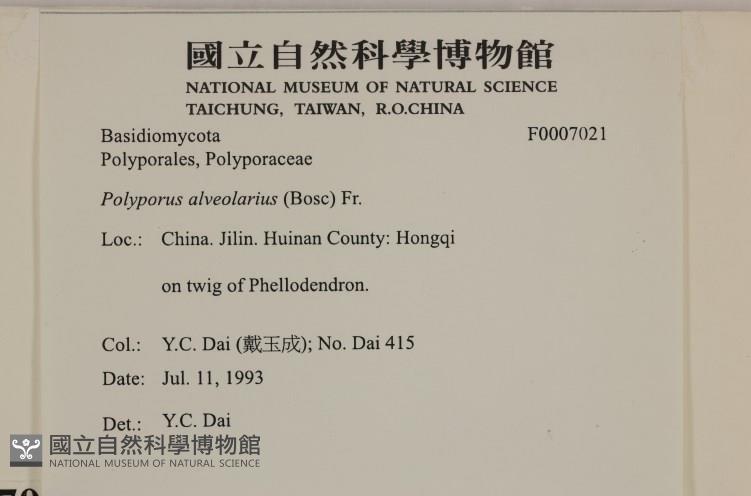 國立自然科學博物館
NATIONAL MUSEUM OF NATURAL SCIENCE
TAICHUNG, TAIWAN, R.O.CHINA
Basidiomycota F0007021
Polyporales, Polyporaceae
Polyporus alveolarius (Bosc) Fr.
Loc.: China. Jilin. Huinan County: Hongqi
on twig of Phellodendron.
Col.: Y.C. Dai (戴玉成); No. Dai 415
Date: Jul. 11, 1993
Det.: Y.C. Dai
國立自然科學博物館
NATIONAL MUSEUM OF NATURAL SCIENCE